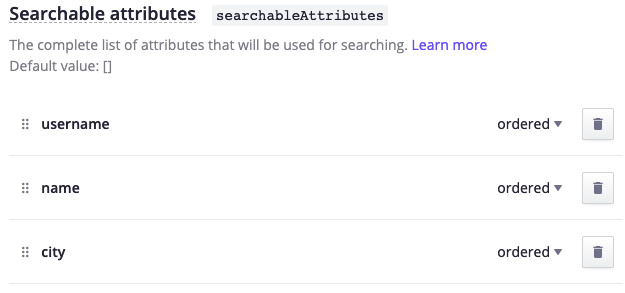 Searchable attributes searchableAttributes
The complete list of attributes that will be used for searching. Learn more
Default value: []
username ordered
name ordered
city ordered